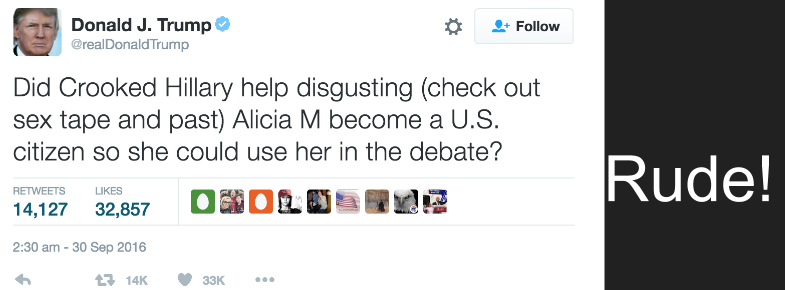 Donald J. Trump
@realDonaldTrump
Follow
Did Crooked Hillary help disgusting (check out
sex tape and past) Alicia M become a U.S.
citizen so she could use her in the debate?
RETWEETS LIKES
14,127 32,857
2:30 am - 30 Sep 2016
14K 33K
Rude!